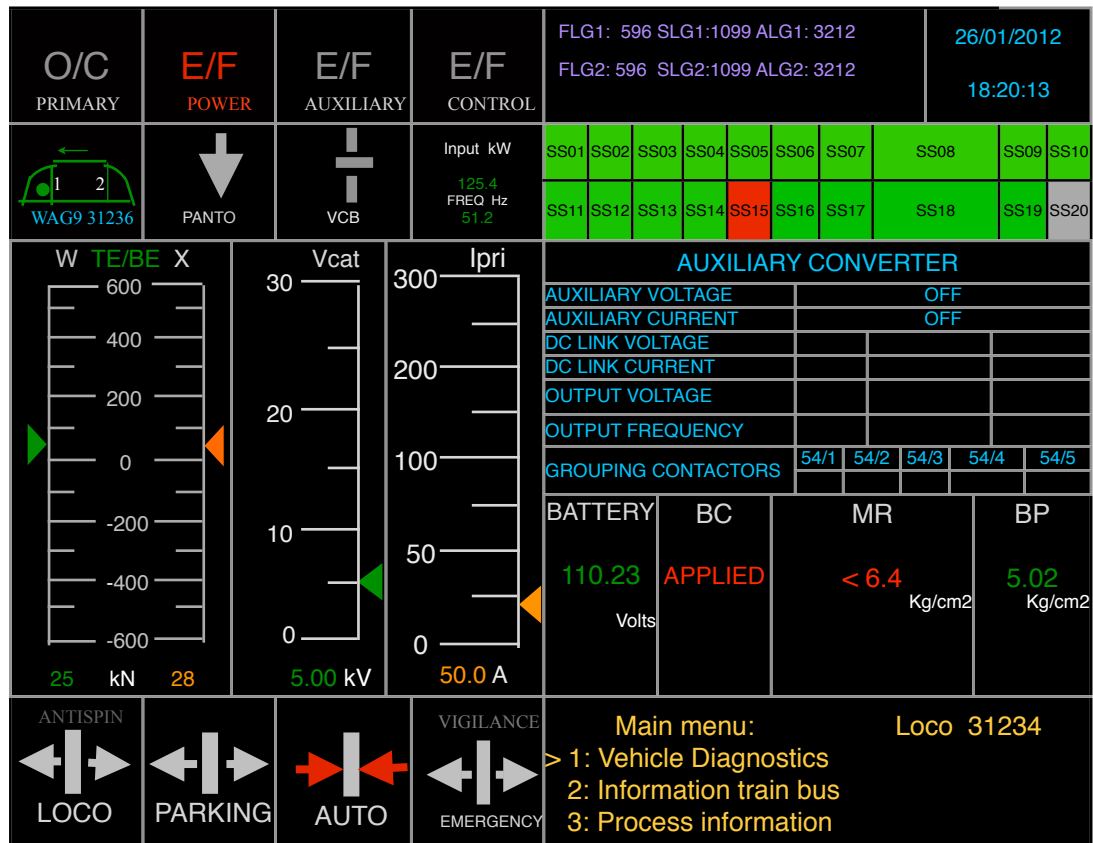 O/C E/F E/F E/F
PRIMARY POWER AUXILIARY CONTROL
FLG1: 596 SLG1:1099 ALG1: 3212
FLG2: 596 SLG2:1099 ALG2: 3212
26/01/2012
18:20:13
1 2
WAG9 31236
PANTO
VCB
Input kW
125.4
FREQ Hz
51.2
SS01 SS02 SS03 SS04 SS05 SS06 SS07 SS08 SS09 SS10
SS11 SS12 SS13 SS14 SS15 SS16 SS17 SS18 SS19 SS20
W TE/BE X
600
400
200
0
-200
-400
-600
25 kN 28
Vcat
30
20
10
0
5.00 kV
Ipri
300
200
100
50
0
50.0 A
AUXILIARY CONVERTER
AUXILIARY VOLTAGE OFF
AUXILIARY CURRENT OFF
DC LINK VOLTAGE
DC LINK CURRENT
OUTPUT VOLTAGE
OUTPUT FREQUENCY
GROUPING CONTACTORS 54/1 54/2 54/3 54/4 54/5
BATTERY BC MR BP
110.23 APPLIED < 6.4 5.02
Volts Kg/cm2 Kg/cm2
ANTISPIN
LOCO
PARKING
AUTO
VIGILANCE
EMERGENCY
Main menu: Loco 31234
> 1: Vehicle Diagnostics
2: Information train bus
3: Process information